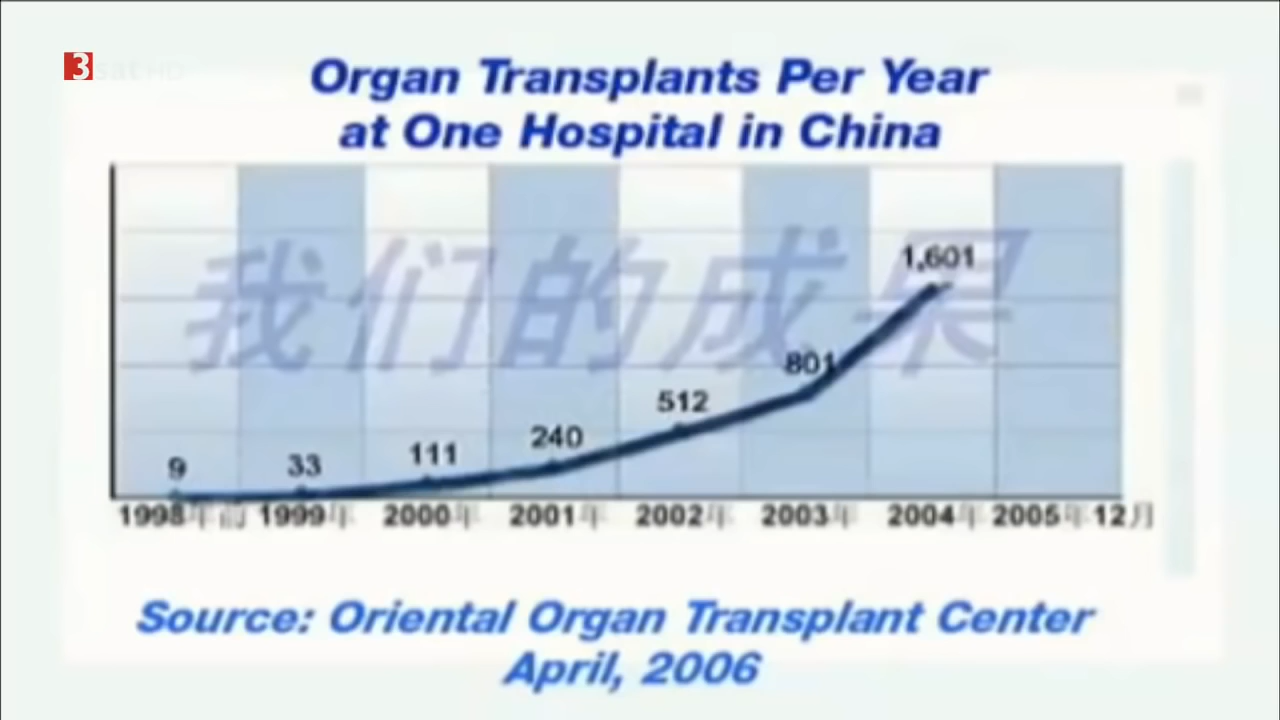 3sat HD
Organ Transplants Per Year
at One Hospital in China
我们的成果
1,601
801
512
240
111
33
9
1998年前 1999年 2000年 2001年 2002年 2003年 2004年 2005年12月
Source: Oriental Organ Transplant Center
April, 2006